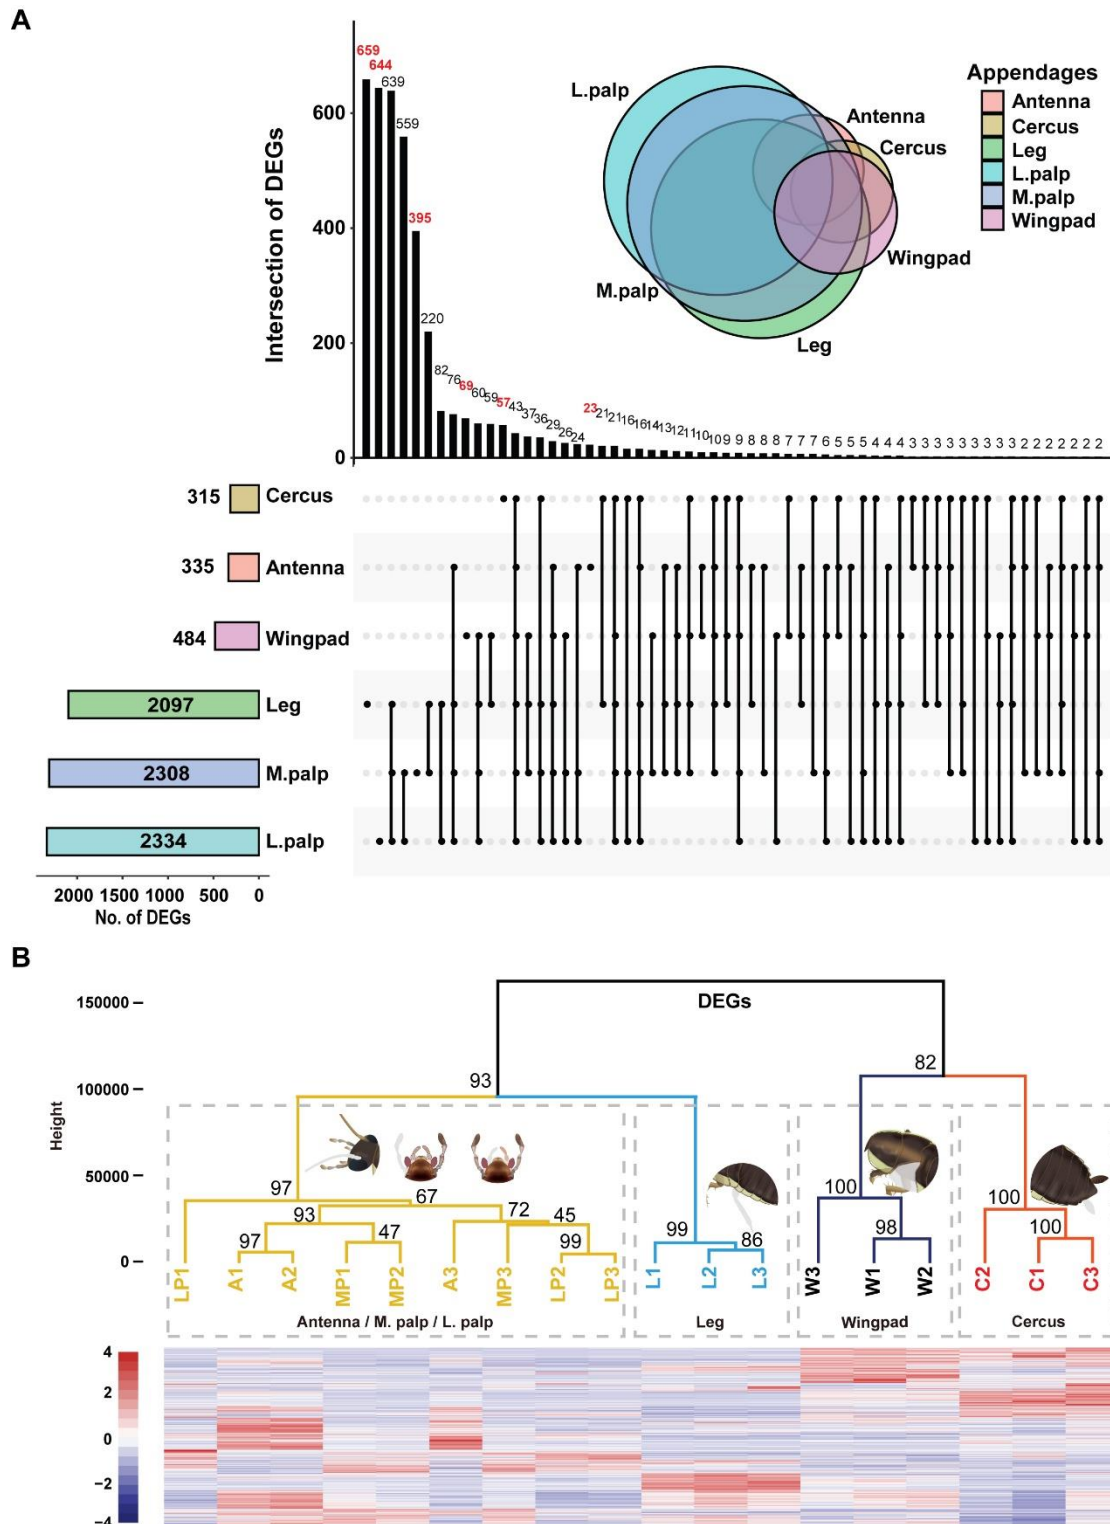 A
659
644
639
559
395
220
82
76
69
60
59
57
43
37
36
29
26
24
23
21
21
16
16
14
13
12
11
10
10
9
9
8
8
8
7
7
7
6
5
5
5
4
4
4
3
3
3
3
3
3
3
3
3
2
2
2
2
2
2
2
Intersection of DEGs
600
400
200
0
L.palp
Antenna
Cercus
Wingpad
M.palp
Leg
Appendages
Antenna
Cercus
Leg
L.palp
M.palp
Wingpad
315 Cercus
335 Antenna
484 Wingpad
2097 Leg
2308 M.palp
2334 L.palp
2000 1500 1000 500 0
No. of DEGs
B
DEGs
Height
150000
100000
50000
0
93
82
97
67
93
72
45
97
47
99
99
86
100
98
100
100
LP1 A1 A2 MP1 MP2 A3 MP3 LP2 LP3 L1 L2 L3 W3 W1 W2 C2 C1 C3
Antenna / M. palp / L. palp
Leg
Wingpad
Cercus
4
2
0
−2
−4